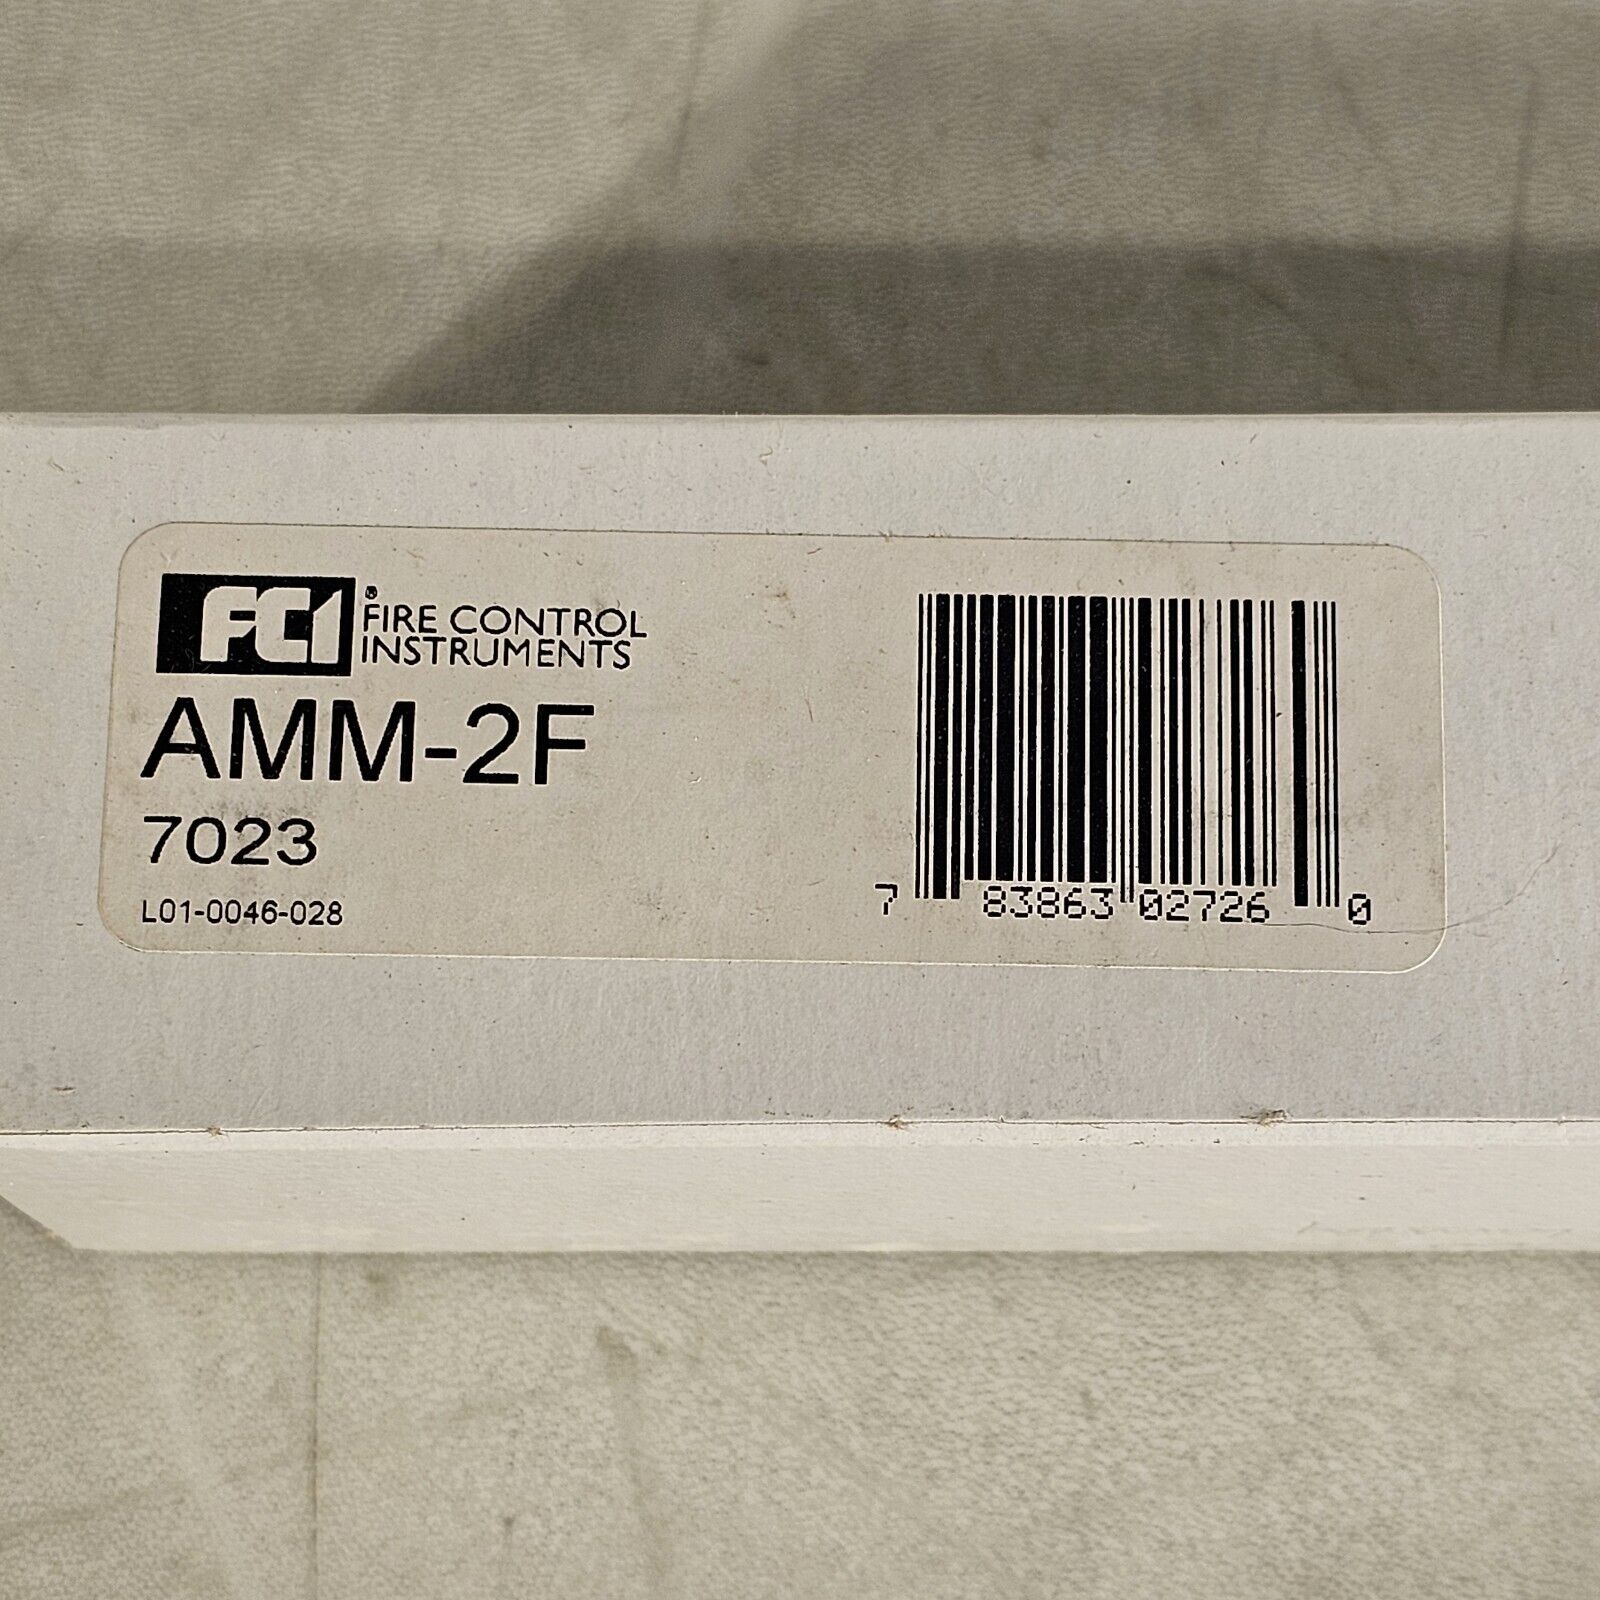 FCI ® FIRE CONTROL
INSTRUMENTS
AMM-2F
7023
L01-0046-028
7 83863 02726 0